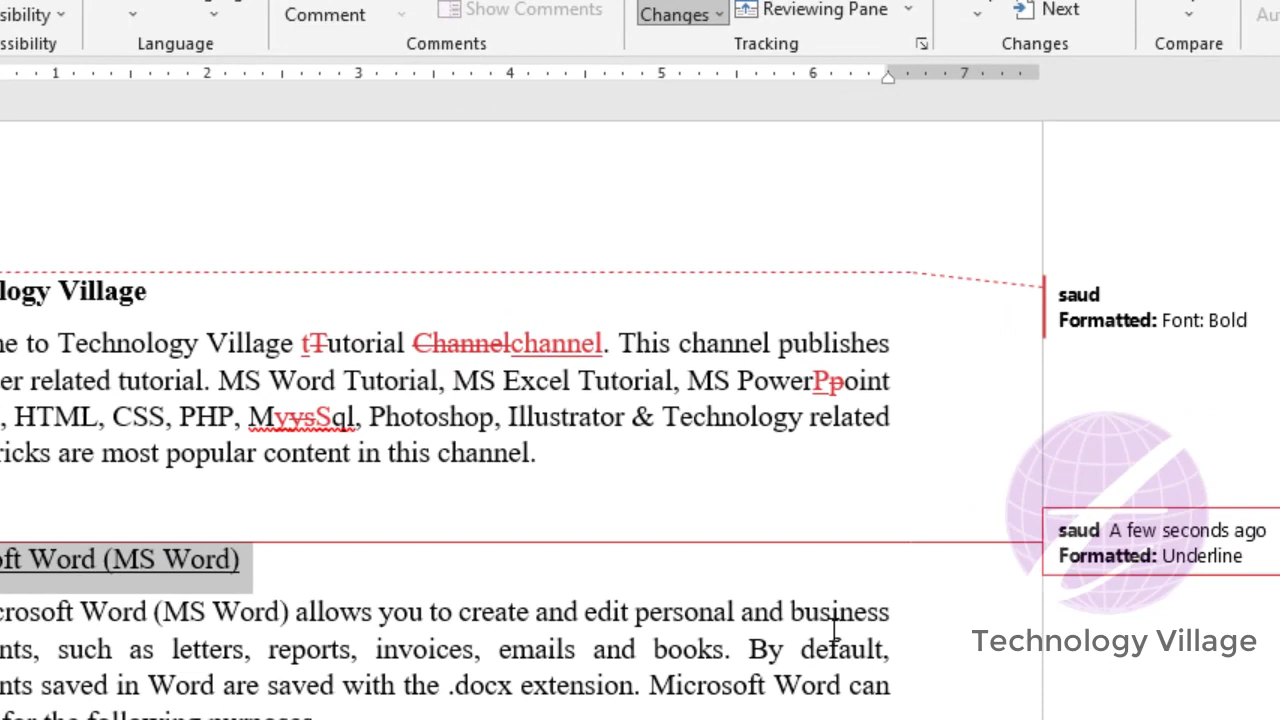 sibility
Comment
Show Comments
Changes
Reviewing Pane
Next
Au
ssibility
Language
Comments
Tracking
Changes
Compare
1 2 3 4 5 6 7
logy Village
saud
Formatted: Font: Bold
ne to Technology Village tTutorial Channelchannel. This channel publishes
er related tutorial. MS Word Tutorial, MS Excel Tutorial, MS PowerPpoint
, HTML, CSS, PHP, MyysSql, Photoshop, Illustrator & Technology related
ricks are most popular content in this channel.
saud A few seconds ago
Formatted: Underline
oft Word (MS Word)
crosoft Word (MS Word) allows you to create and edit personal and business
nts, such as letters, reports, invoices, emails and books. By default,
nts saved in Word are saved with the .docx extension. Microsoft Word can
for the following purposes
Technology Village